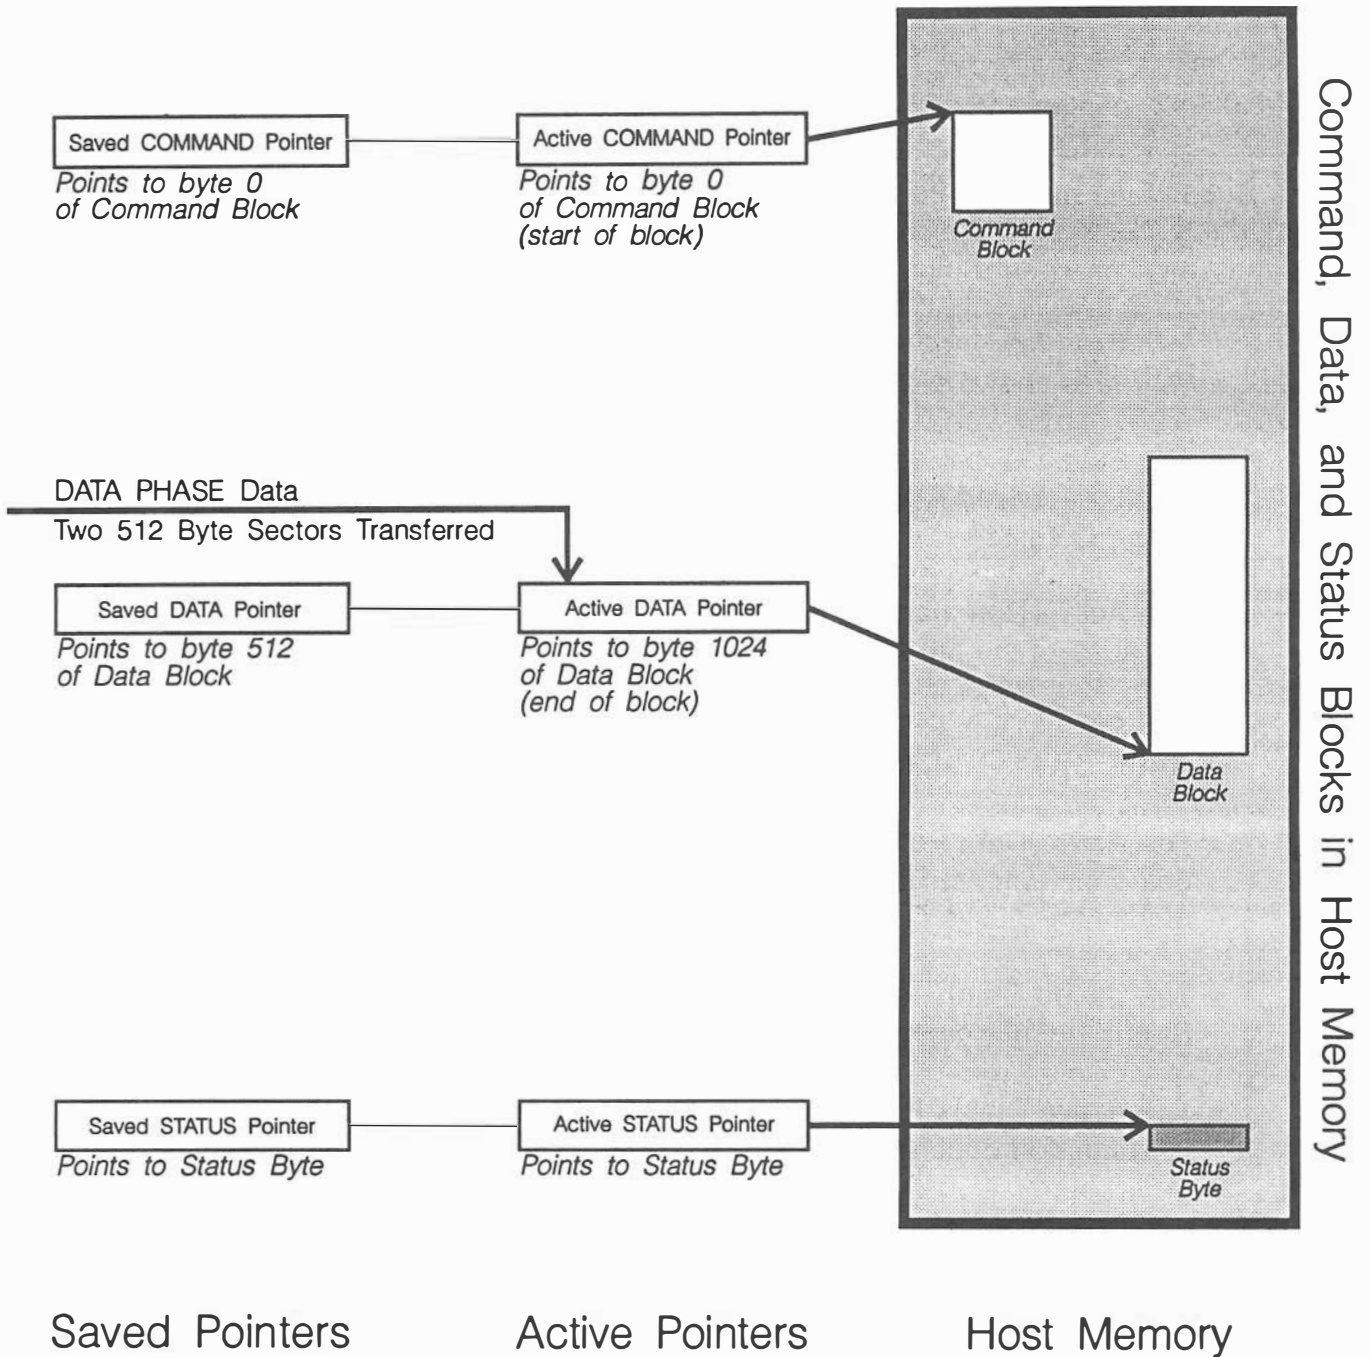 Saved COMMAND Pointer
Points to byte 0
of Command Block
Active COMMAND Pointer
Points to byte 0
of Command Block
(start of block)
Command
Block
DATA PHASE Data
Two 512 Byte Sectors Transferred
Saved DATA Pointer
Points to byte 512
of Data Block
Active DATA Pointer
Points to byte 1024
of Data Block
(end of block)
Data
Block
Saved STATUS Pointer
Points to Status Byte
Active STATUS Pointer
Points to Status Byte
Status
Byte
Command, Data, and Status Blocks in Host Memory
Saved Pointers
Active Pointers
Host Memory